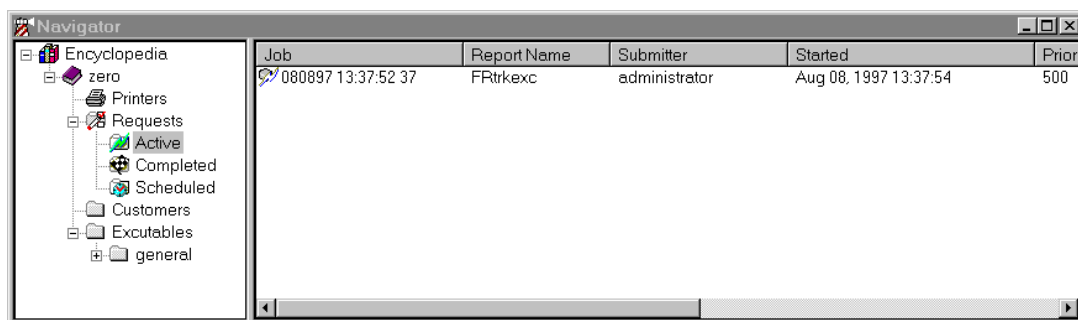 Navigator
Encyclopedia
zero
Printers
Requests
Active
Completed
Scheduled
Customers
Excutables
general
Job Report Name Submitter Started Prior
080897 13:37:52 37 FRtrkexc administrator Aug 08, 1997 13:37:54 500